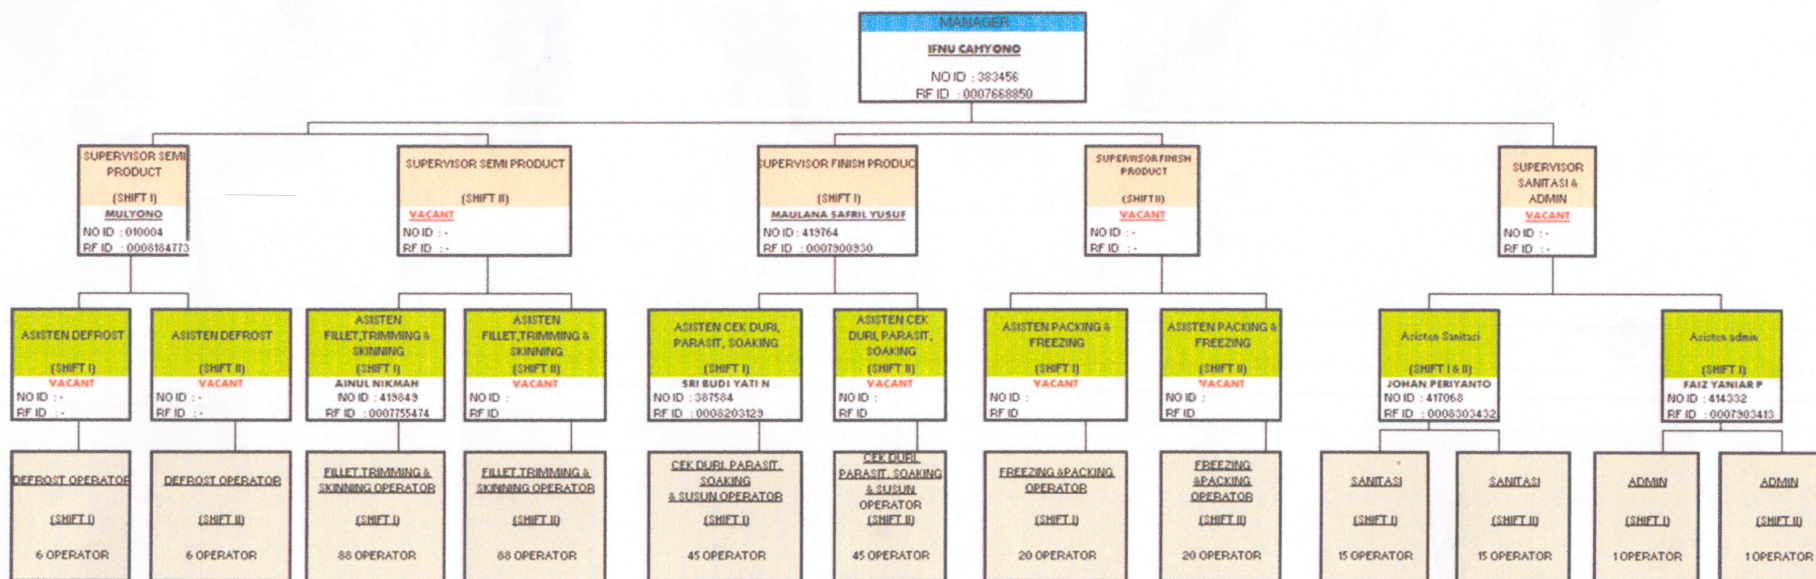 MANAGER
IFNU CAHYONO
NO ID : 383456
RF ID : 0007668850
SUPERVISOR SEMI
PRODUCT
(SHIFT I)
MULYONO
NO ID : 010004
RF ID : 0008184773
SUPERVISOR SEMI PRODUCT
(SHIFT II)
VACANT
NO ID : -
RF ID : -
SUPERVISOR FINISH PRODUC
(SHIFT I)
MAULANA SAFRIL YUSUF
NO ID : 419764
RF ID : 0007900930
SUPERVISOR FINISH
PRODUCT
(SHIFT II)
VACANT
NO ID : -
RF ID : -
SUPERVISOR
SANITASI &
ADMIN
VACANT
NO ID : -
RF ID : -
ASISTEN DEFROST
(SHIFT I)
VACANT
NO ID : -
RF ID : -
ASISTEN DEFROST
(SHIFT II)
VACANT
NO ID : -
RF ID : -
ASISTEN
FILLET,TRIMMING &
SKINNING
(SHIFT I)
AINUL NIKMAH
NO ID : 419849
RF ID : 0007755474
ASISTEN
FILLET,TRIMMING &
SKINNING
(SHIFT II)
VACANT
NO ID :
RF ID
ASISTEN CEK DURI,
PARASIT, SOAKING
(SHIFT I)
SRI BUDI YATI N
NO ID : 387584
RF ID : 0008203129
ASISTEN CEK
DURI, PARASIT,
SOAKING
(SHIFT II)
VACANT
NO ID :
RF ID
ASISTEN PACKING &
FREEZING
(SHIFT I)
VACANT
NO ID :
RF ID
ASISTEN PACKING &
FREEZING
(SHIFT II)
VACANT
NO ID :
RF ID
Asisten Sanitasi
(SHIFT I & II)
JOHAN PERIYANTO
NO ID : 417068
RF ID : 0008303432
Asisten admin
(SHIFT I)
FAIZ YANIAR P
NO ID : 414332
RF ID : 0007903413
DEFROST OPERATOR
(SHIFT I)
6 OPERATOR
DEFROST OPERATOR
(SHIFT II)
6 OPERATOR
FILLET,TRIMMING &
SKINNING OPERATOR
(SHIFT I)
88 OPERATOR
FILLET,TRIMMING &
SKINNING OPERATOR
(SHIFT II)
88 OPERATOR
CEK DURI, PARASIT,
SOAKING
& SUSUN OPERATOR
(SHIFT I)
45 OPERATOR
CEK DURI,
PARASIT, SOAKING
& SUSUN
OPERATOR
(SHIFT II)
45 OPERATOR
FREEZING &PACKING
OPERATOR
(SHIFT I)
20 OPERATOR
FREEZING
&PACKING
OPERATOR
(SHIFT II)
20 OPERATOR
SANITASI
(SHIFT I)
15 OPERATOR
SANITASI
(SHIFT II)
15 OPERATOR
ADMIN
(SHIFT I)
1 OPERATOR
ADMIN
(SHIFT II)
1 OPERATOR